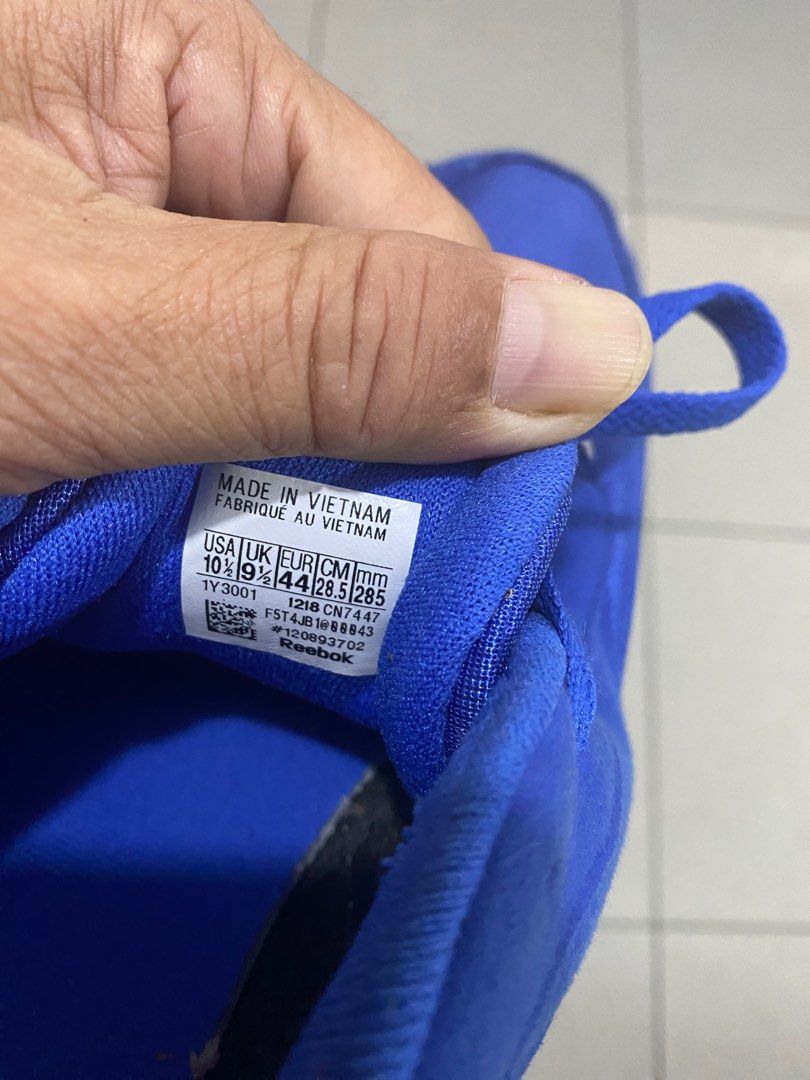 MADE IN VIETNAM
FABRIQUÉ AU VIETNAM
USA UK EUR CM mm
10½ 9½ 44 28.5 285
1Y3001 1218 CN7447
F5T4JB1@00043
#120893702
Reebok